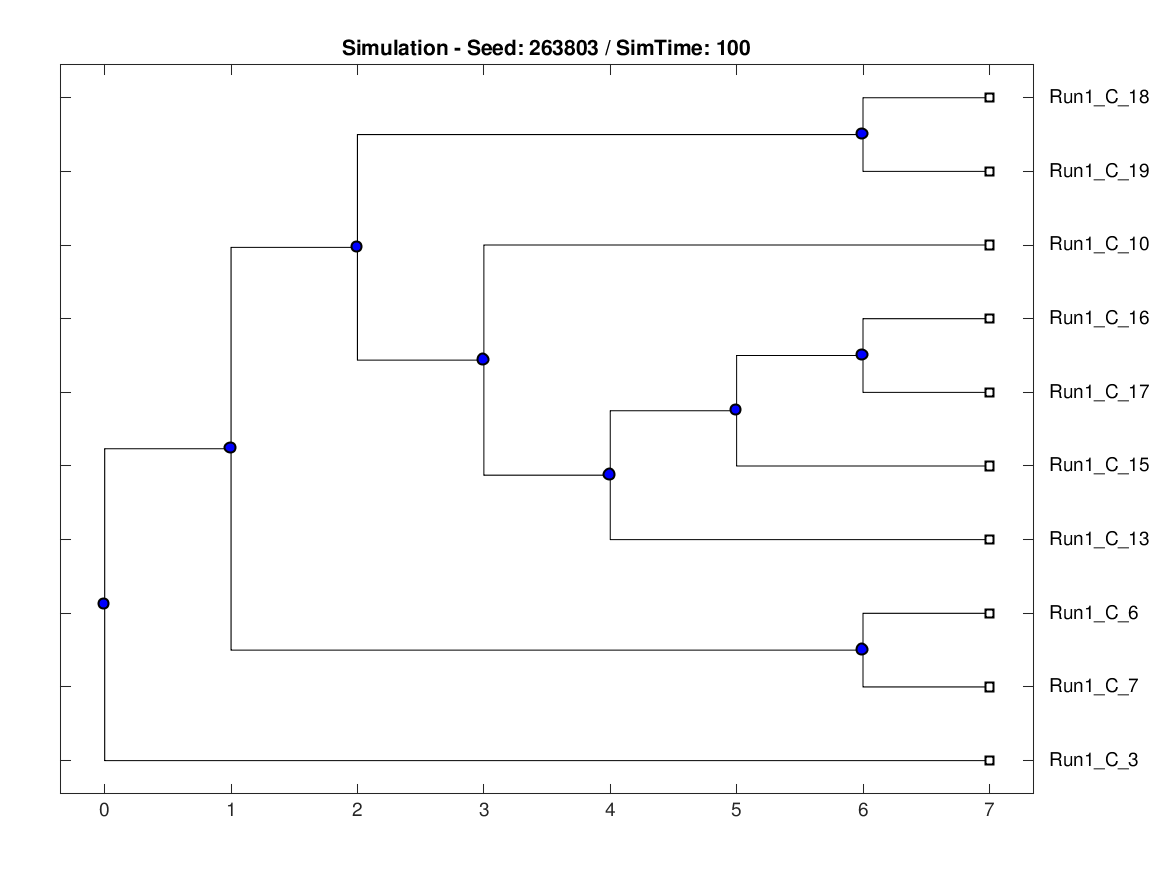 Simulation - Seed: 263803 / SimTime: 100
Run1_C_18
Run1_C_19
Run1_C_10
Run1_C_16
Run1_C_17
Run1_C_15
Run1_C_13
Run1_C_6
Run1_C_7
Run1_C_3
0 1 2 3 4 5 6 7